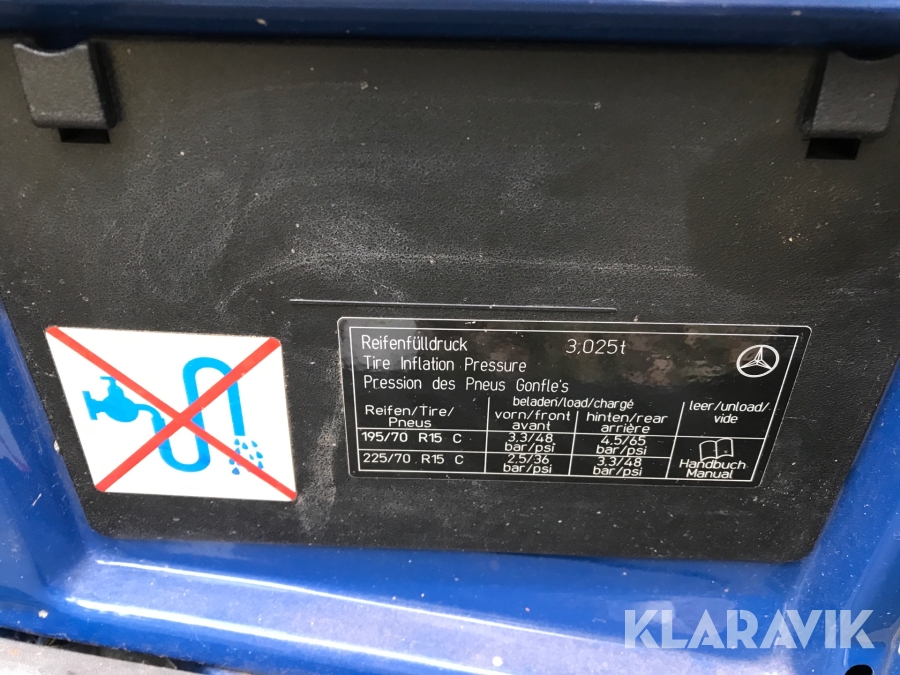 Reifenfülldruck 3,025t
Tire Inflation Pressure
Pression des Pneus Gonfle's
Reifen/Tire/
Pneus
beladen/load/chargé
vorn/front
avant
hinten/rear
arrière
leer/unload/
vide
195/70 R15 C 3,3/48 bar/psi 4,5/65 bar/psi
225/70 R15 C 2,5/36 bar/psi 3,3/48 bar/psi
Handbuch
Manual
KLARAVIK